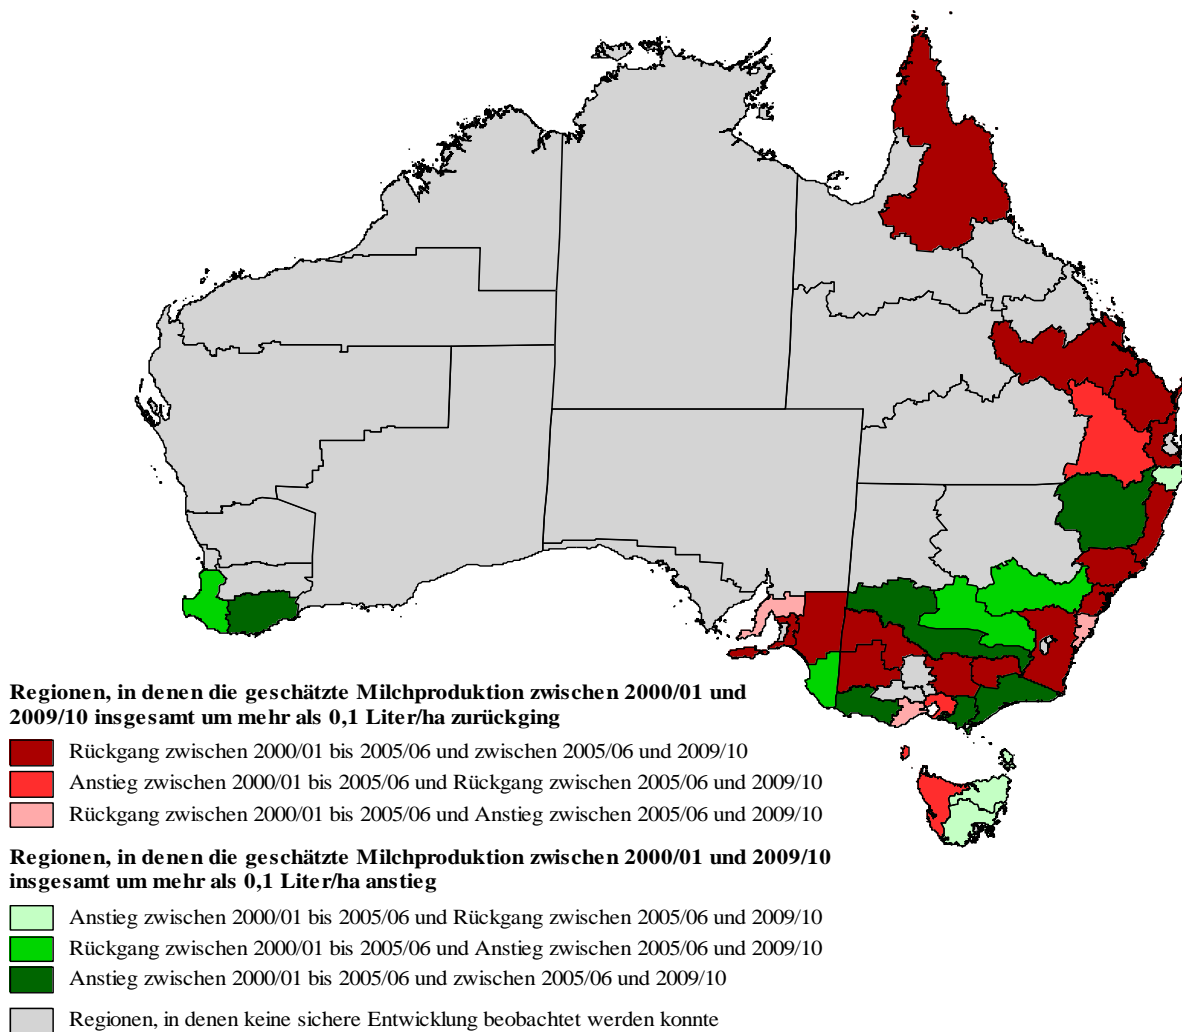 Regionen, in denen die geschätzte Milchproduktion zwischen 2000/01 und
2009/10 insgesamt um mehr als 0,1 Liter/ha zurückging
Rückgang zwischen 2000/01 bis 2005/06 und zwischen 2005/06 und 2009/10
Anstieg zwischen 2000/01 bis 2005/06 und Rückgang zwischen 2005/06 und 2009/10
Rückgang zwischen 2000/01 bis 2005/06 und Anstieg zwischen 2005/06 und 2009/10
Regionen, in denen die geschätzte Milchproduktion zwischen 2000/01 und 2009/10
insgesamt um mehr als 0,1 Liter/ha anstieg
Anstieg zwischen 2000/01 bis 2005/06 und Rückgang zwischen 2005/06 und 2009/10
Rückgang zwischen 2000/01 bis 2005/06 und Anstieg zwischen 2005/06 und 2009/10
Anstieg zwischen 2000/01 bis 2005/06 und zwischen 2005/06 und 2009/10
Regionen, in denen keine sichere Entwicklung beobachtet werden konnte